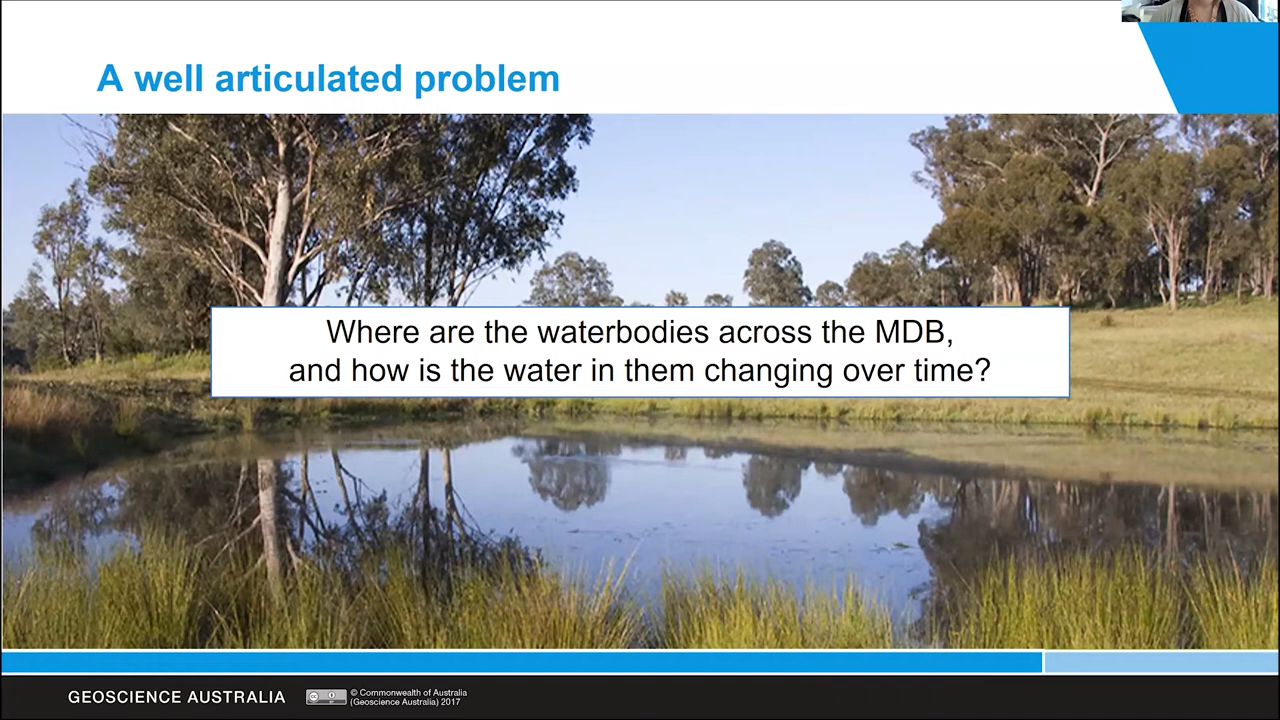 A well articulated problem
Where are the waterbodies across the MDB,
and how is the water in them changing over time?
GEOSCIENCE AUSTRALIA
© Commonwealth of Australia
(Geoscience Australia) 2017